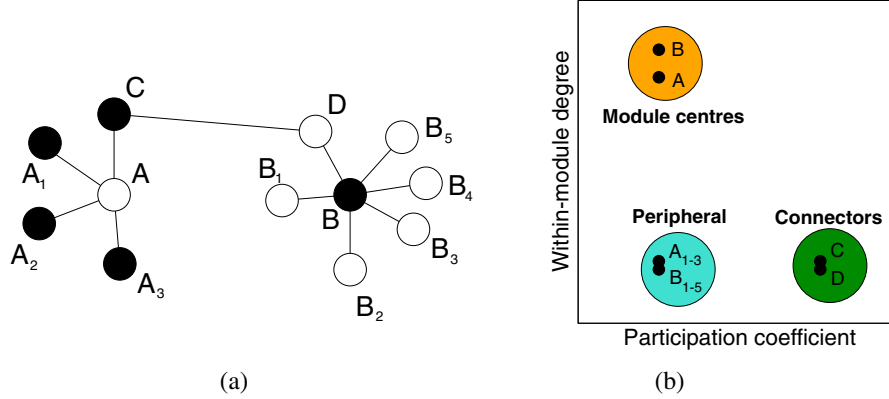 C
D
A₁
A
B₁
B₅
B₄
A₂
B
B₃
A₃
B₂
(a)
Within-module degree
B
A
Module centres
Peripheral
Connectors
A₁₋₃
B₁₋₅
C
D
Participation coefficient
(b)